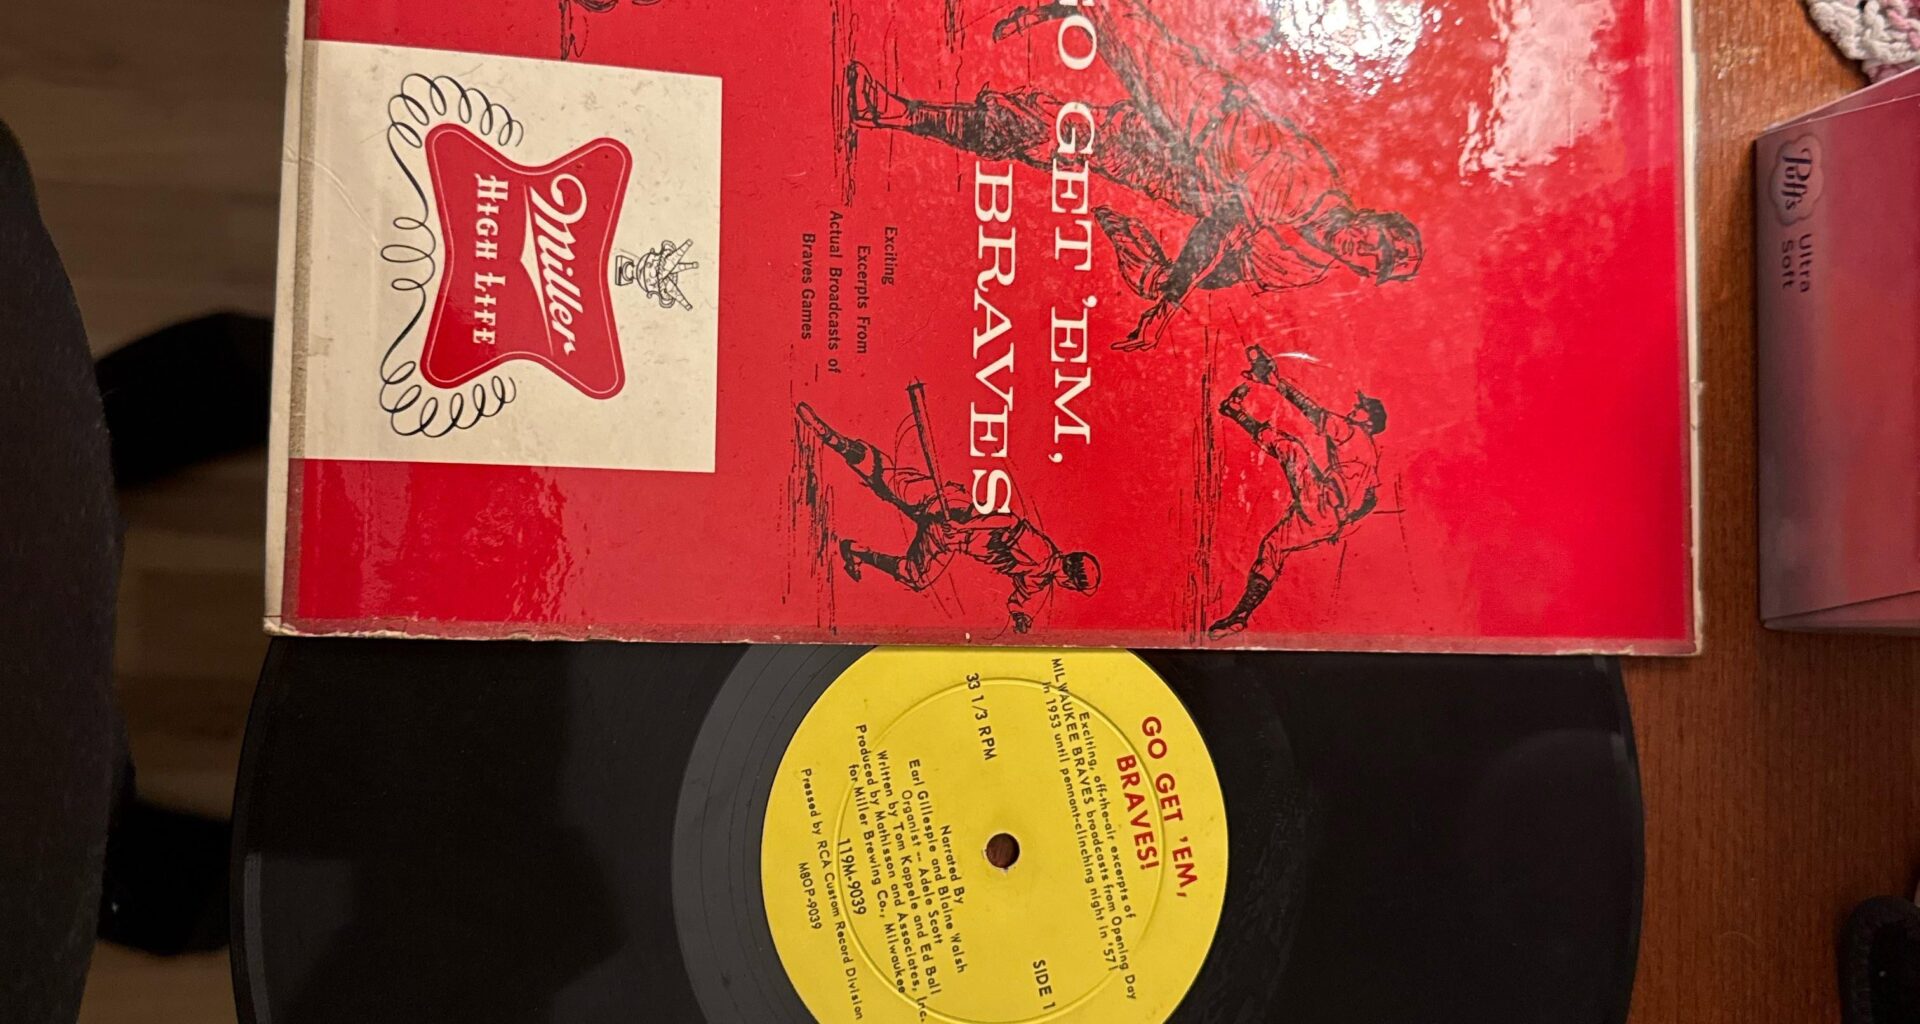 GO GET 'EM,
BRAVES
Exciting
Excerpts From
Actual Broadcasts of
Braves Games
Miller
HIGH LIFE
Puffs
Ultra
Soft
GO GET 'EM,
BRAVES!
Exciting, off-the-air excerpts of
MILWAUKEE BRAVES broadcasts from Opening Day
in 1953 until pennant-clinching night in '57!
33 1/3 RPM
SIDE 1
Narrated By
Earl Gillespie and Blaine Walsh
Organist -- Adele Scott
Written by Tom Kappele and Ed Ball
Produced by Mathisson and Associates, Inc.
for Miller Brewing Co., Milwaukee
119M-9039
Pressed by RCA Custom Record Division
M8OP-9039